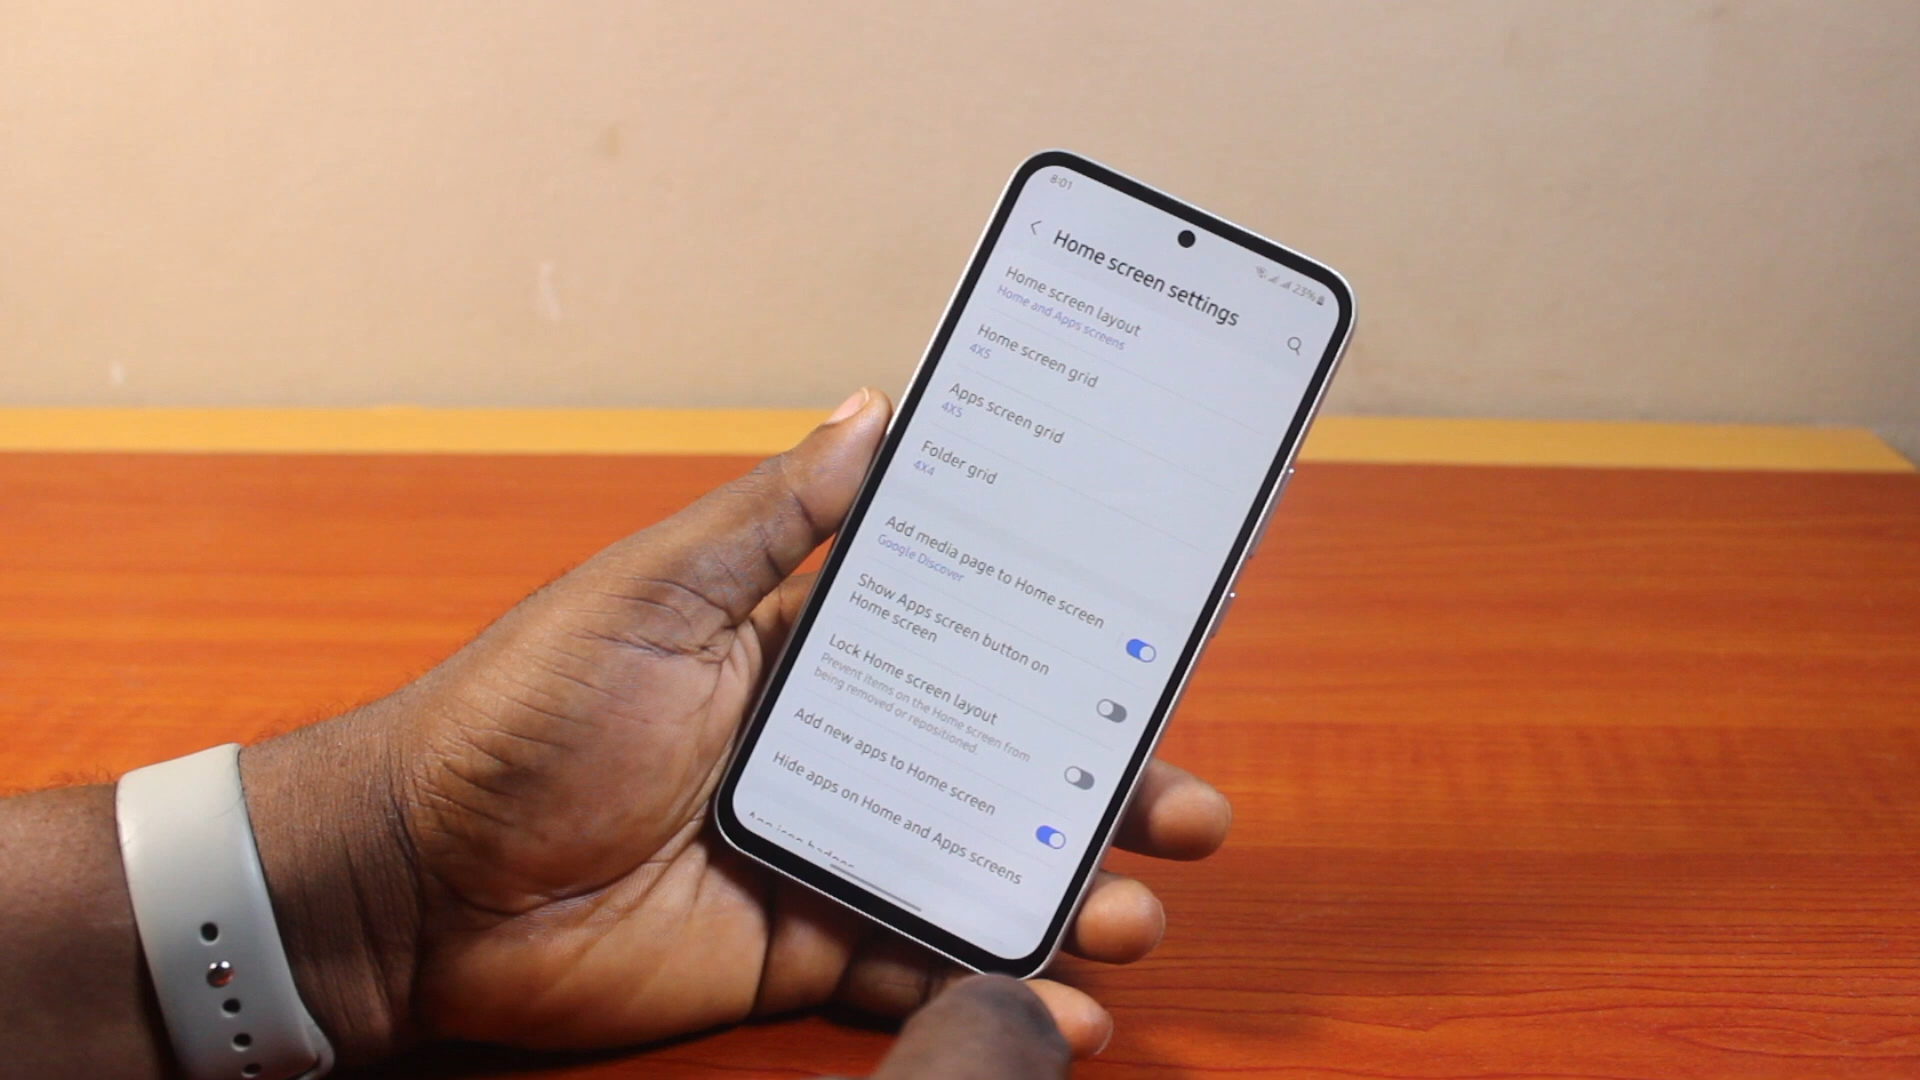 8:01
23%
Home screen settings
Home screen layout
Home and Apps screens
Home screen grid
4X5
Apps screen grid
4X5
Folder grid
4X4
Add media page to Home screen
Google Discover
Show Apps screen button on
Home screen
Lock Home screen layout
Prevent items on the Home screen from
being removed or repositioned.
Add new apps to Home screen
Hide apps on Home and Apps screens
App icon badges